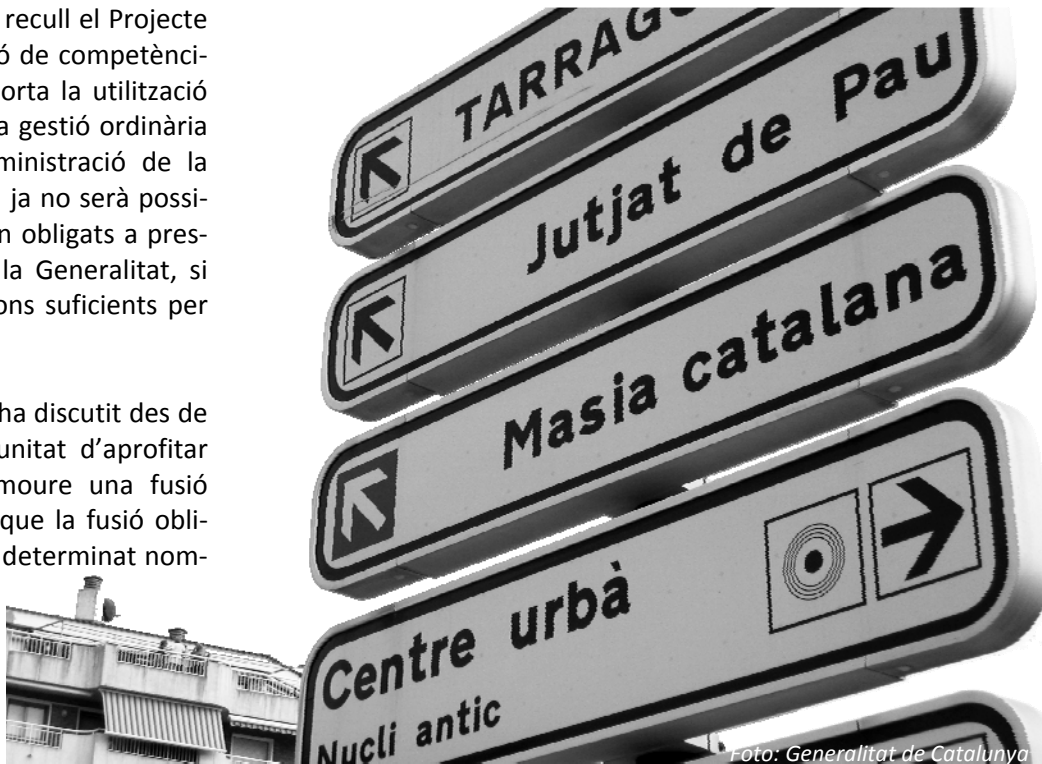 recull el Projecte
ó de competènci-
orta la utilització
a gestió ordinària
ministració de la
ja no serà possi-
n obligats a pres-
la Generalitat, si
ons suficients per
ha discutit des de
unitat d'aprofitar
moure una fusió
que la fusió obli-
determinat nom-
TARRAGO
Jutjat de Pau
Masia catalana
Centre urbà
Nucli antic
Foto: Generalitat de Catalunya